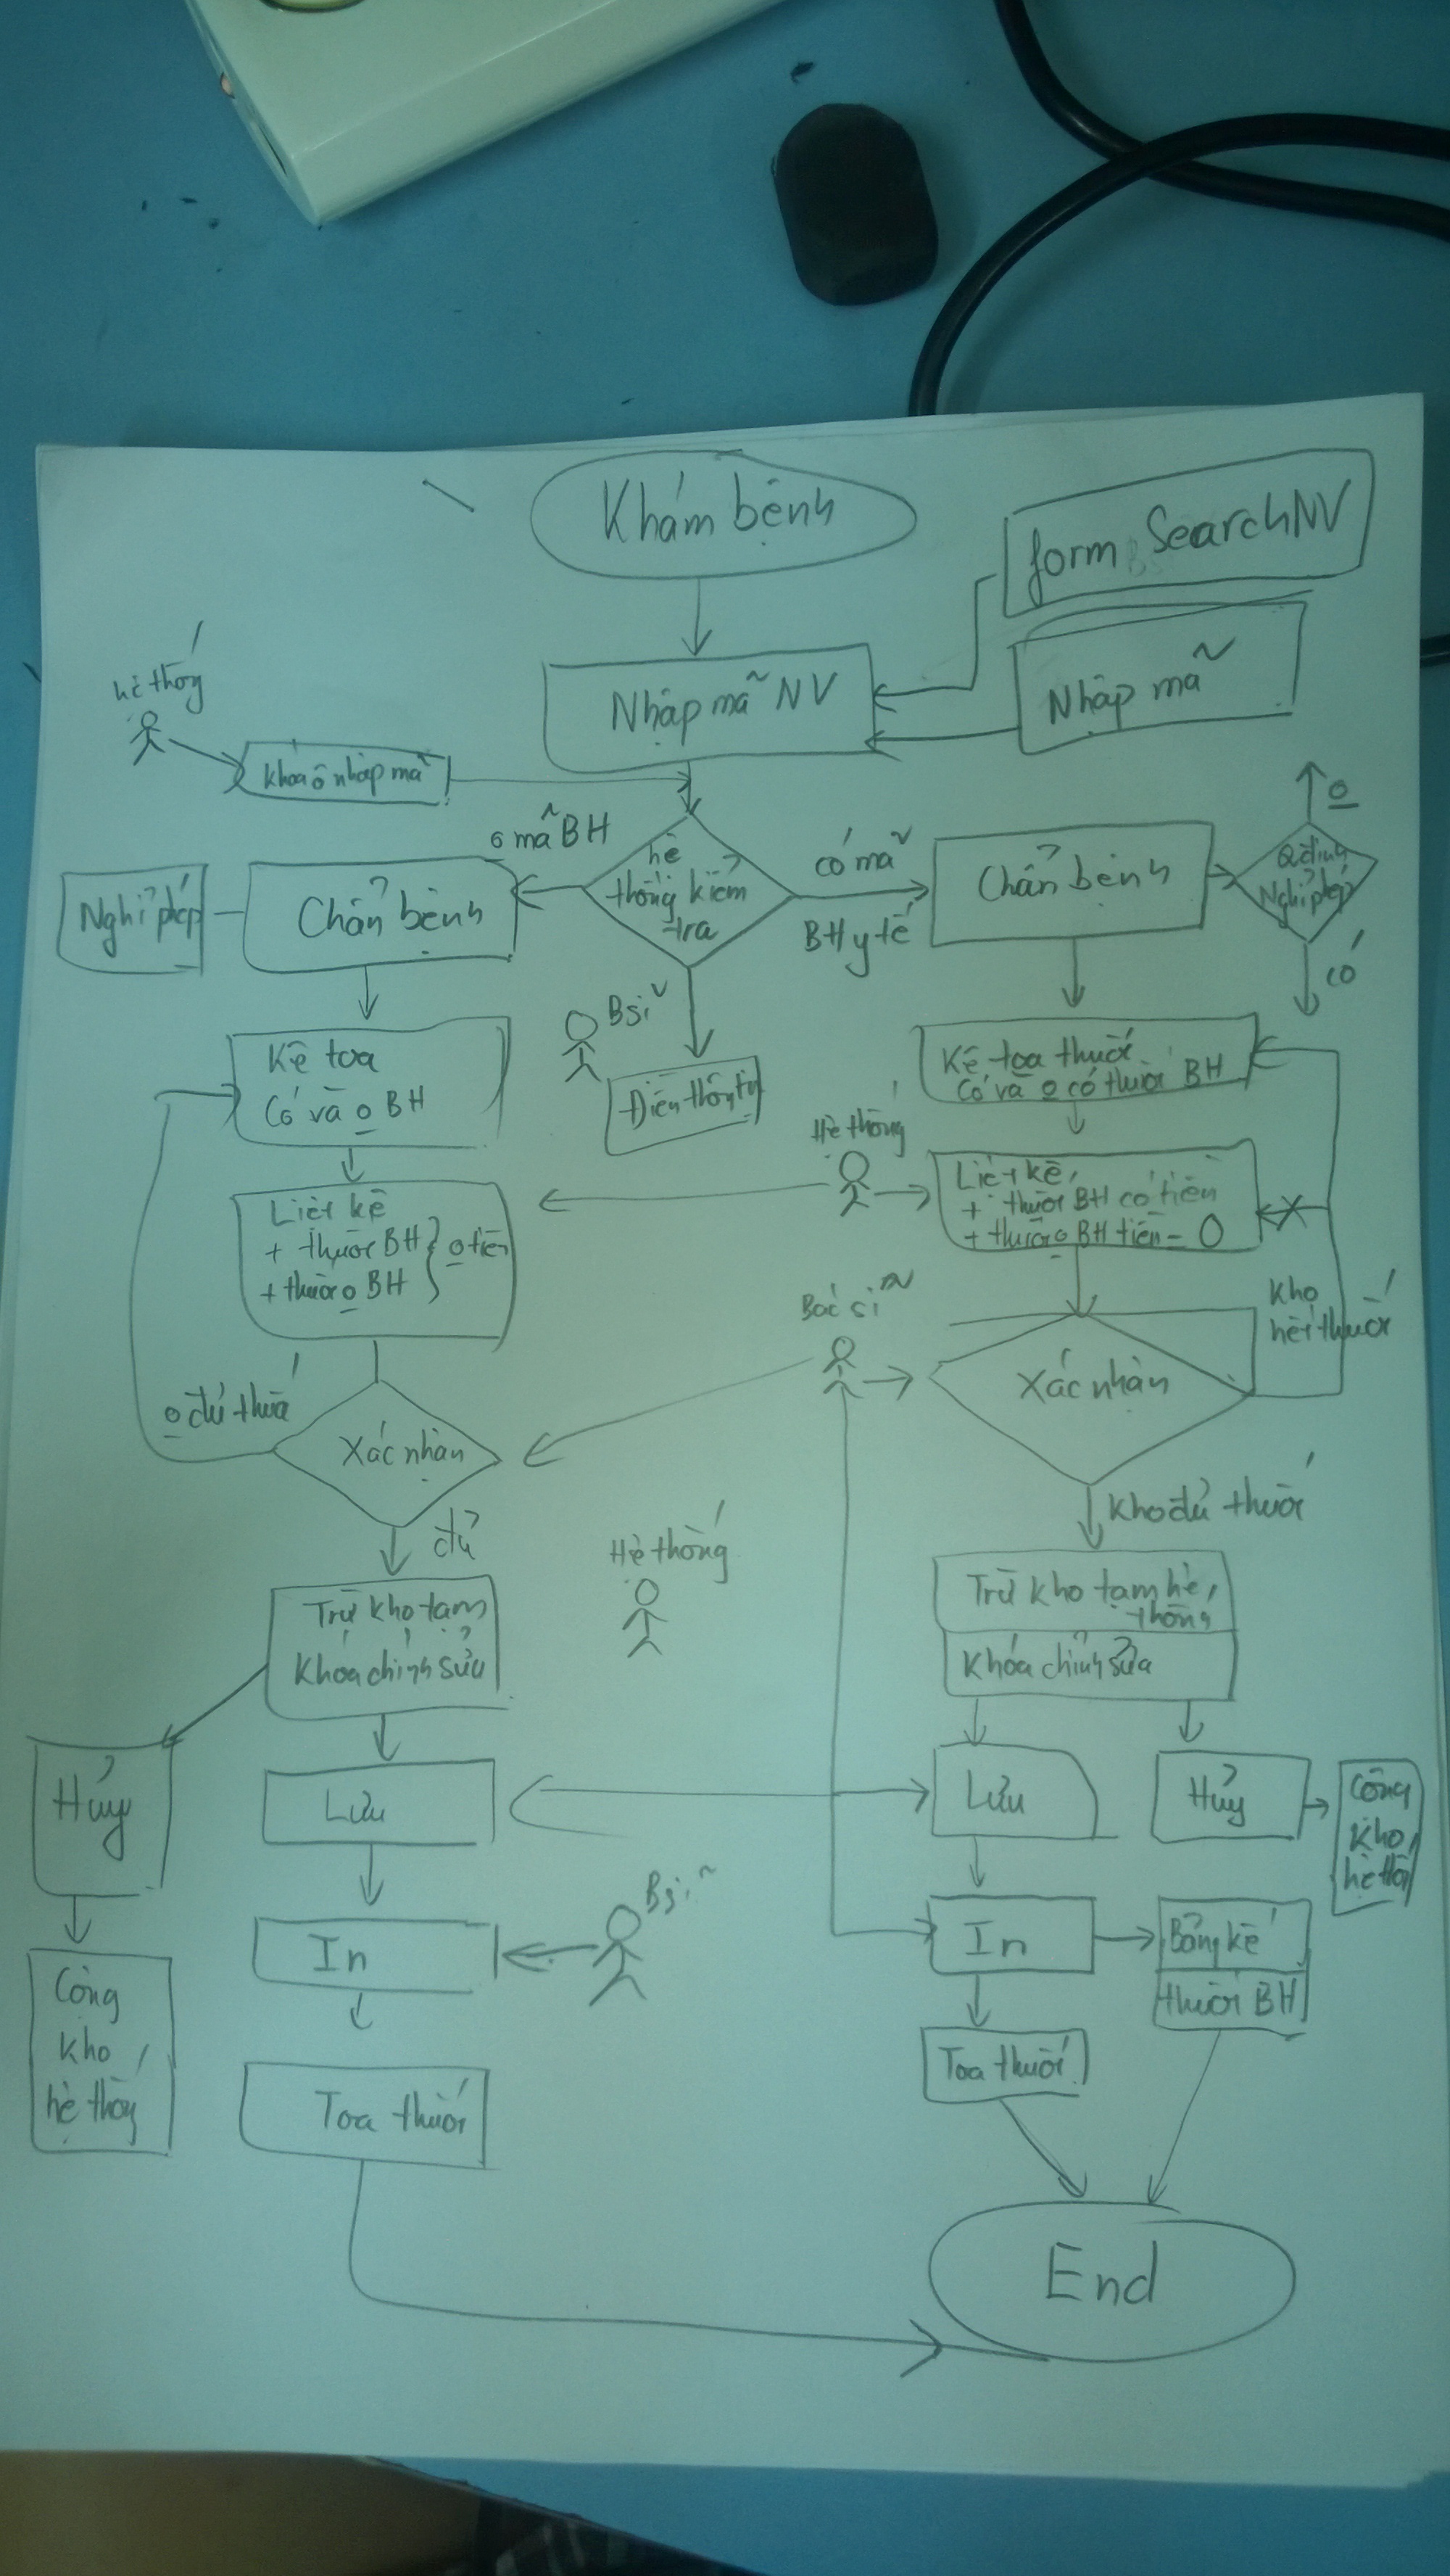 Khám bệnh
form SearchNV
hệ thống
Nhập mã NV
Nhập mã
Khóa ô nhập mã
o mã BH
hệ
thống kiểm
tra
có mã
BH y tế
Chẩn bệnh
Qđịnh
Nghỉ phép
o
có
Nghỉ phép
Chẩn bệnh
Bsĩ
Điền thông tin
Kê toa
Có và o BH
Kê toa thuốc
Có và o có thuốc BH
Hệ thống
Liệt kê
+ thuốc BH có tiền
+ thuốc o BH tiền = 0
Liệt kê
+ thuốc BH
+ thuốc o BH
o tiền
Bác sĩ
Kho
hết thuốc
Xác nhận
o đủ thuốc
Xác nhận
đủ
Kho đủ thuốc
Hệ thống
Trừ kho tạm
Khóa chỉnh sửa
Trừ kho tạm hệ
thống
Khóa chỉnh sửa
Hủy
Lưu
Lưu
Hủy
Cộng
kho
hệ thống
In
Bsĩ
In
Bảng kê
thuốc BH
Cộng
kho
hệ thống
Toa thuốc
Toa thuốc
End